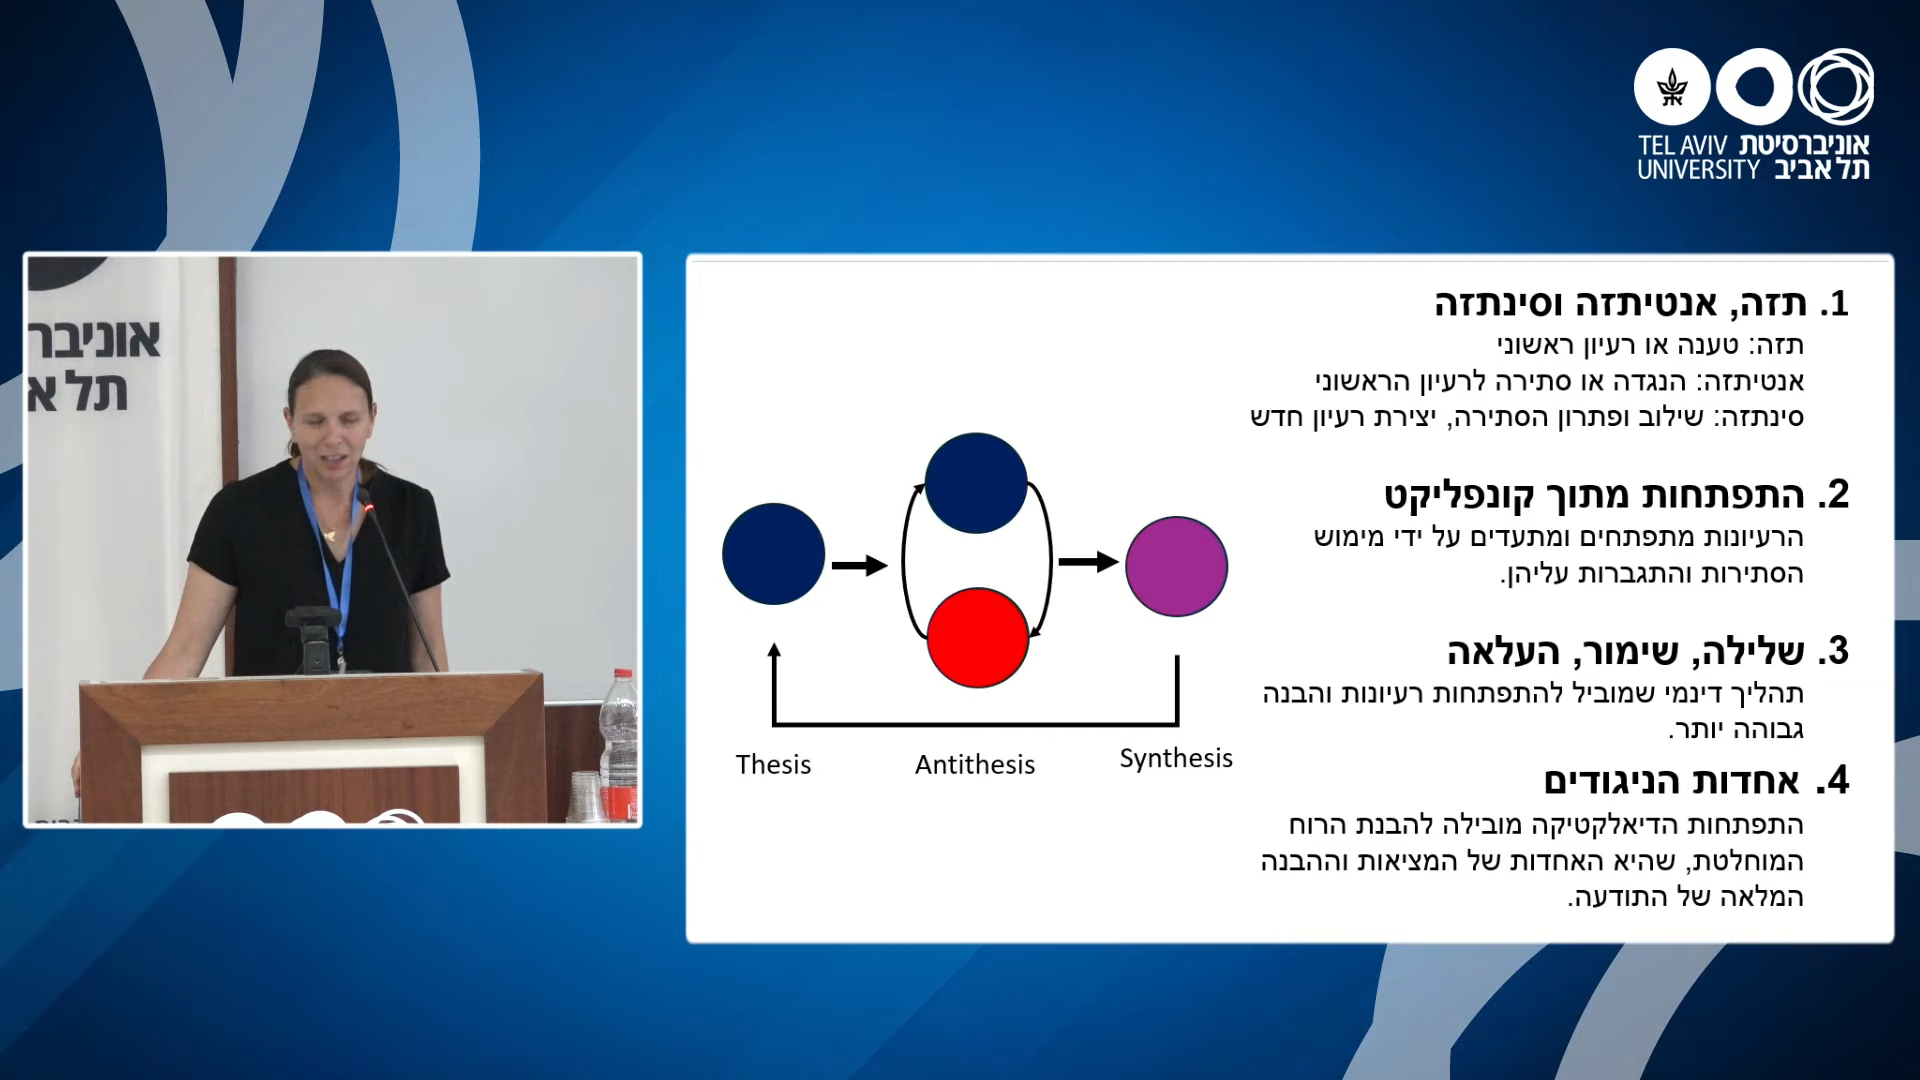 TEL AVIV אוניברסיטת
UNIVERSITY תל אביב
אוניבר
תל א
1. תזה, אנטיתזה וסינתזה
תזה: טענה או רעיון ראשוני
אנטיתזה: הנגדה או סתירה לרעיון הראשוני
סינתזה: שילוב ופתרון הסתירה, יצירת רעיון חדש
2. התפתחות מתוך קונפליקט
הרעיונות מתפתחים ומתעדים על ידי מימוש
הסתירות והתגברות עליהן.
3. שלילה, שימור, העלאה
תהליך דינמי שמוביל להתפתחות רעיונות והבנה
גבוהה יותר.
4. אחדות הניגודים
התפתחות הדיאלקטיקה מובילה להבנת הרוח
המוחלטת, שהיא האחדות של המציאות וההבנה
המלאה של התודעה.
Thesis
Antithesis
Synthesis